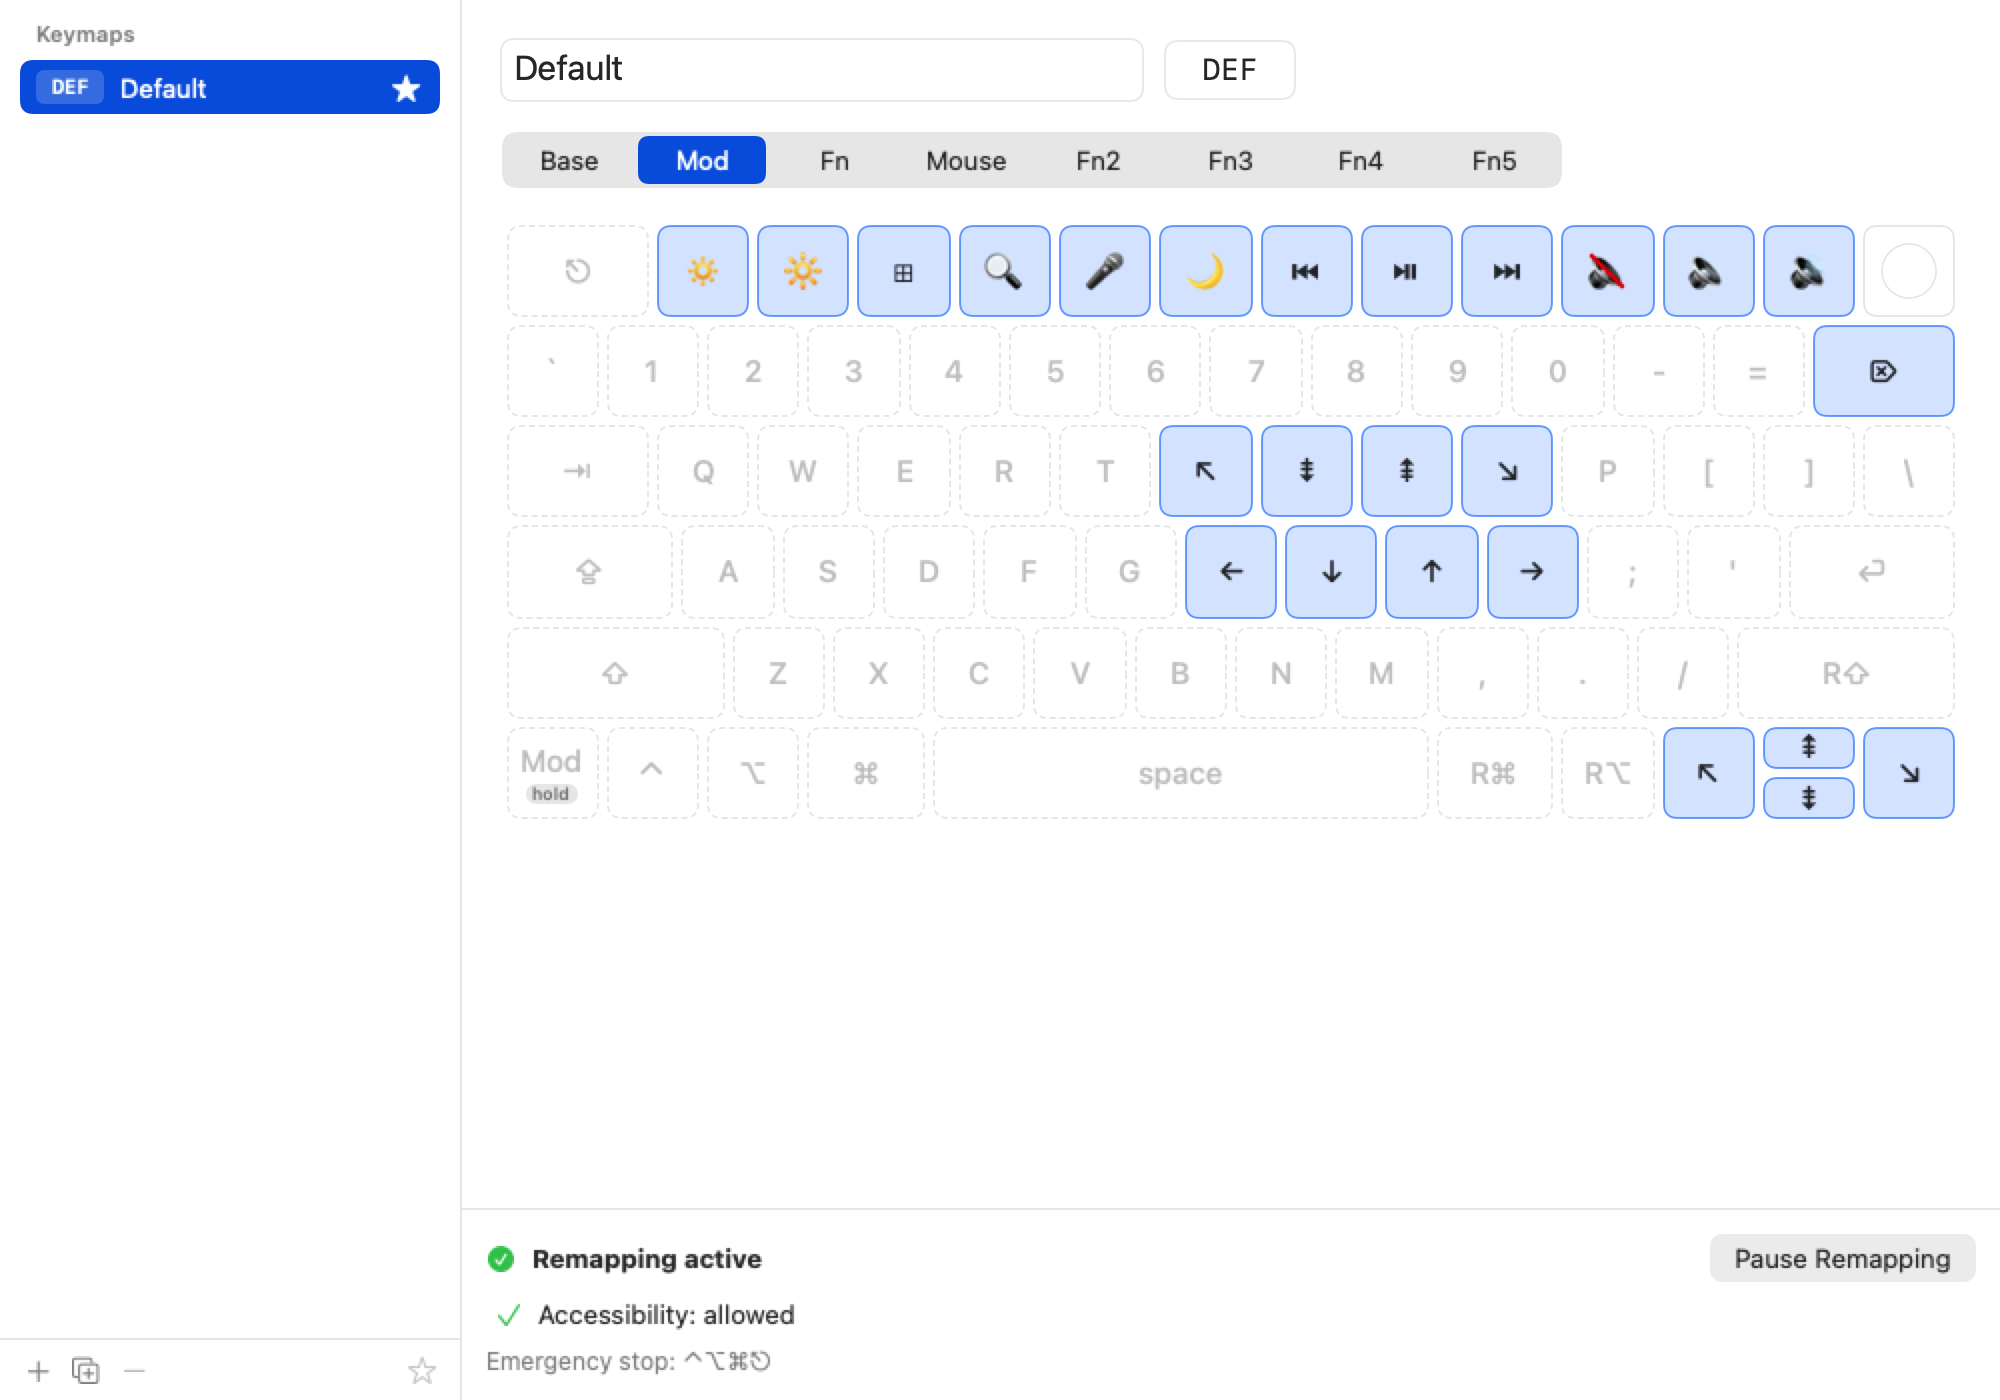 Keymaps
DEF Default ★
Default DEF
Base Mod Fn Mouse Fn2 Fn3 Fn4 Fn5
⎋ 🔅 🔆 ⊞ 🔍 🎤 🌙 ⏮ ⏯ ⏭ 🔇 🔉 🔊
` 1 2 3 4 5 6 7 8 9 0 - = ⌦
⇥ Q W E R T ↖ ⇟ ⇞ ↘ P [ ] \
⇪ A S D F G ← ↓ ↑ → ; ' ⏎
⇧ Z X C V B N M , . / R⇧
Mod ^ ⌥ ⌘ space R⌘ R⌥ ↖ ⇞ ↘
hold ⇟
Remapping active Pause Remapping
Accessibility: allowed
Emergency stop: ^⌥⌘⎋